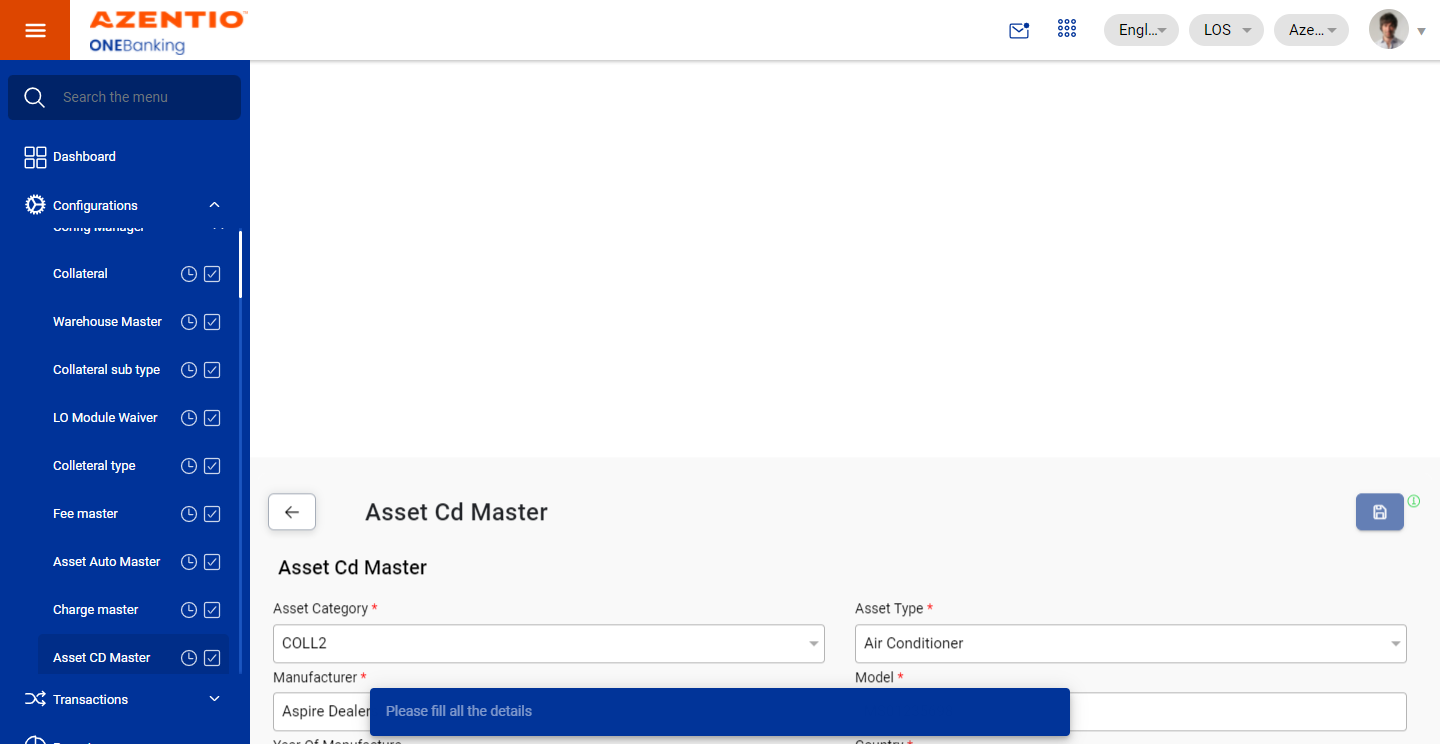 AZENTIO
ONEBanking
Engl...
LOS
Aze...
Search the menu
Dashboard
Configurations
Config Manager
Collateral
Warehouse Master
Collateral sub type
LO Module Waiver
Colleteral type
Fee master
Asset Auto Master
Charge master
Asset CD Master
Transactions
Asset Cd Master
Asset Cd Master
Asset Category *
Asset Type *
COLL2
Air Conditioner
Manufacturer *
Model *
Aspire Dealer
Please fill all the details
Year Of Manufacture
Country *